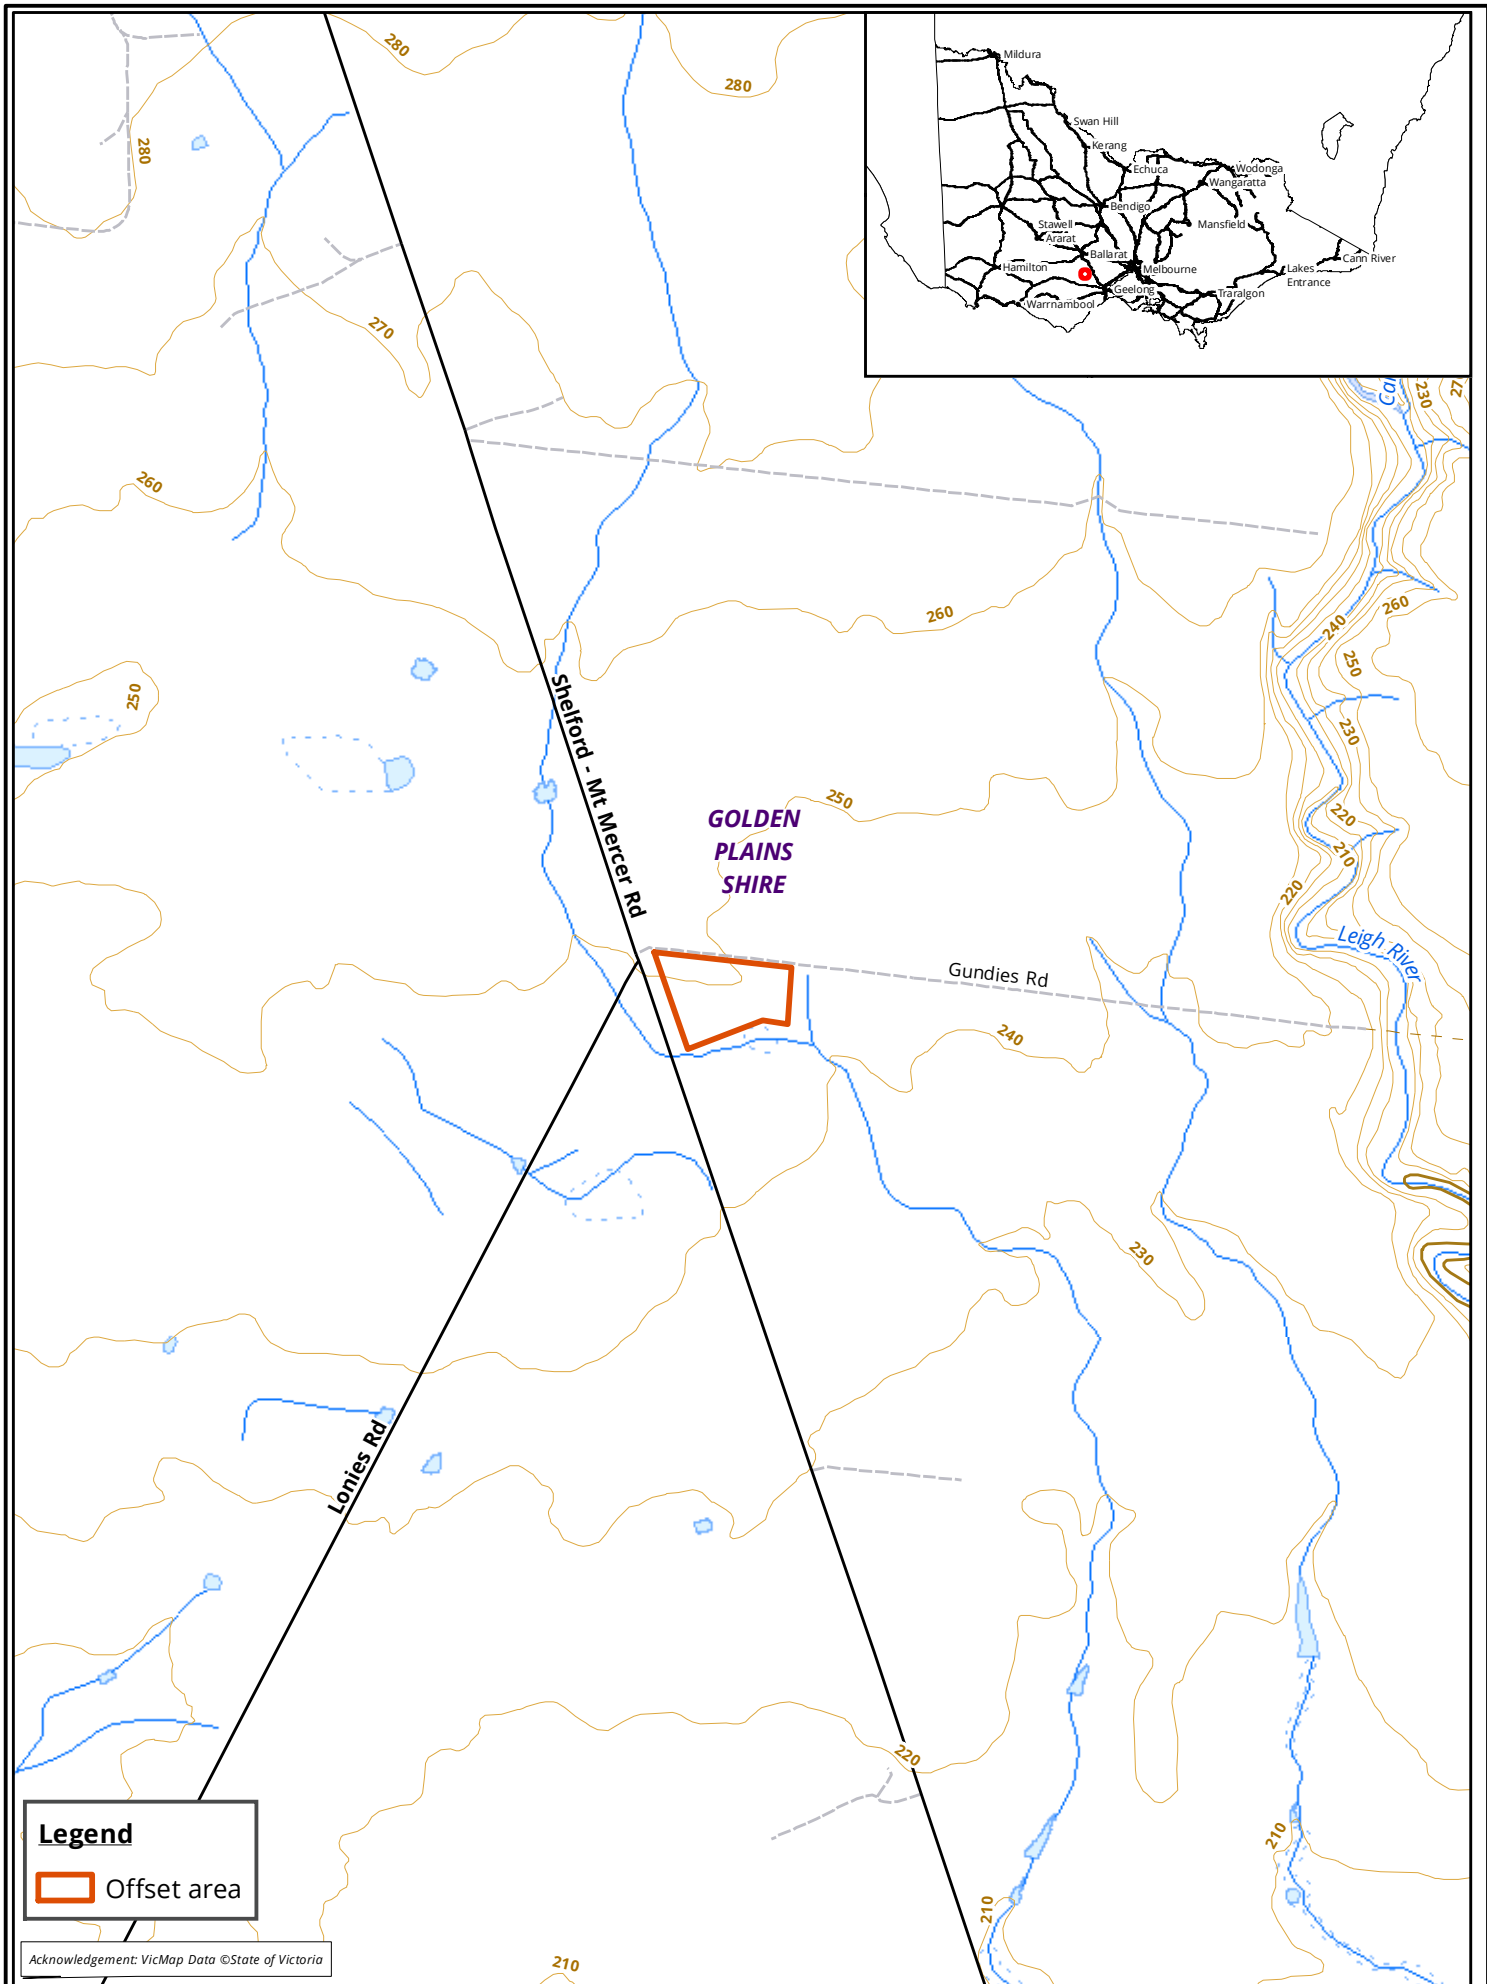 280
280
280
270
260
250
Mildura
Swan Hill
Kerang
Echuca
Wodonga
Wangaratta
Bendigo
Stawell
Mansfield
Ararat
Ballarat
Cann River
Hamilton
Melbourne
Lakes
Entrance
Geelong
Traralgon
Warrnambool
230
260
240
260
250
230
Shelford - Mt Mercer Rd
250
GOLDEN
PLAINS
SHIRE
220
210
220
Leigh River
Gundies Rd
240
230
Lonies Rd
220
210
210
210
Legend
Offset area
Acknowledgement: VicMap Data ©State of Victoria